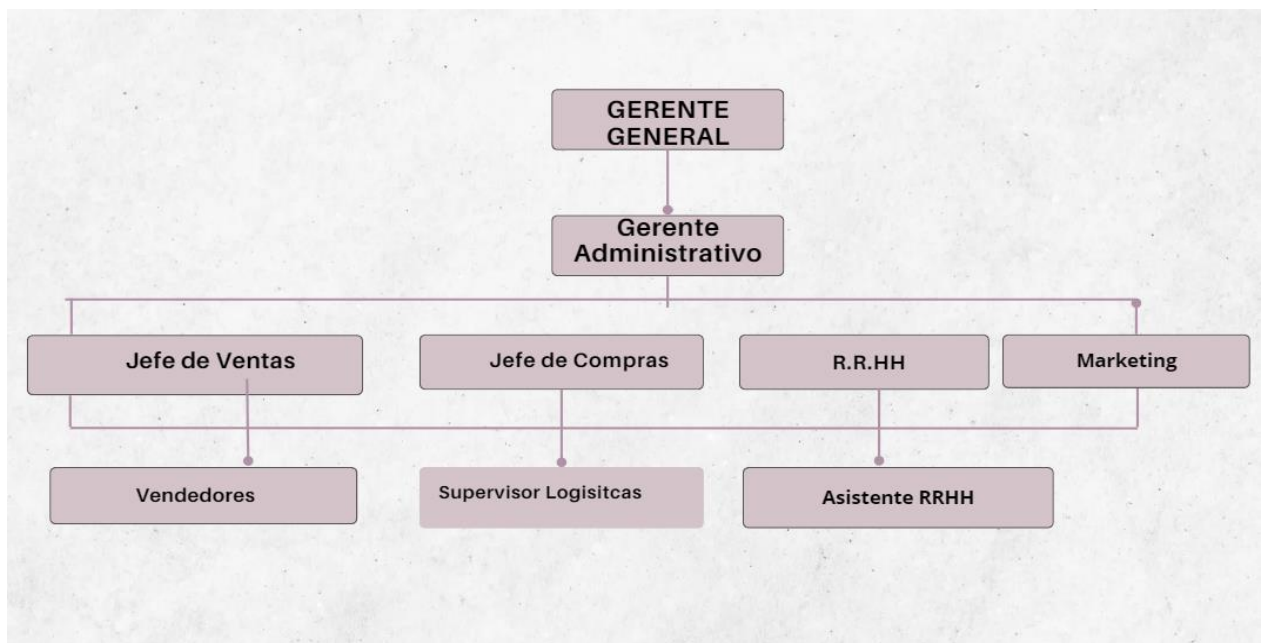 GERENTE
GENERAL
Gerente
Administrativo
Jefe de Ventas
Jefe de Compras
R.R.HH
Marketing
Vendedores
Supervisor Logisitcas
Asistente RRHH